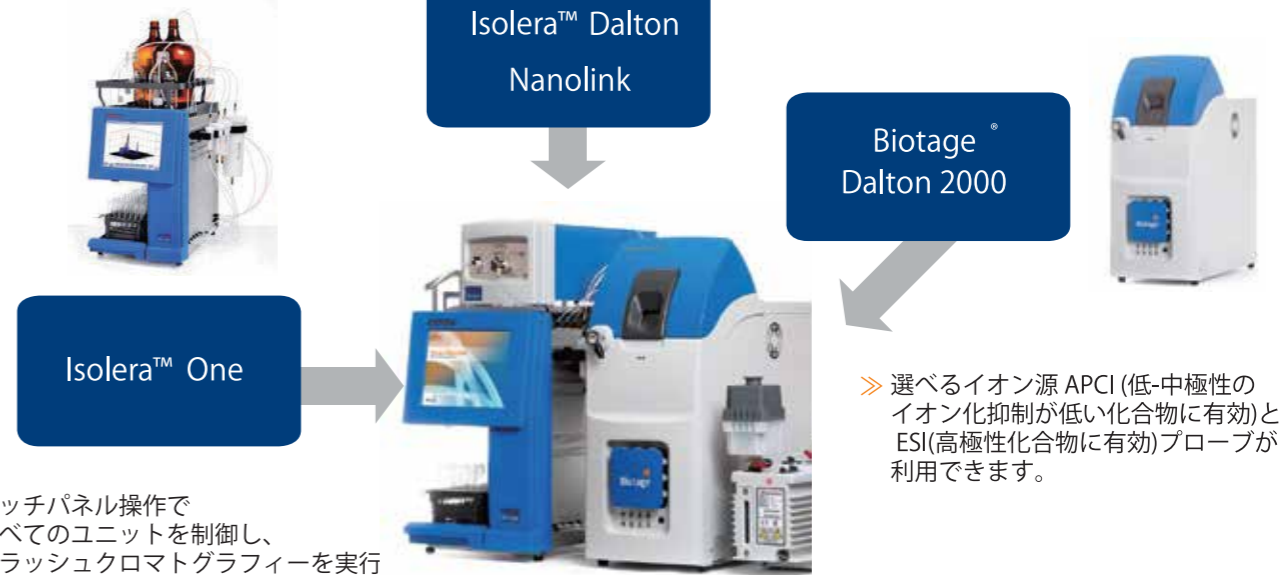 Isolera™ Dalton
Nanolink
Biotage®
Dalton 2000
Isolera™ One
≫ 選べるイオン源 APCI (低-中極性の
イオン化抑制が低い化合物に有効)と
ESI(高極性化合物に有効)プローブが
利用できます。
ッチパネル操作で
べてのユニットを制御し、
ラッシュクロマトグラフィーを実行
Biotage
Biotage